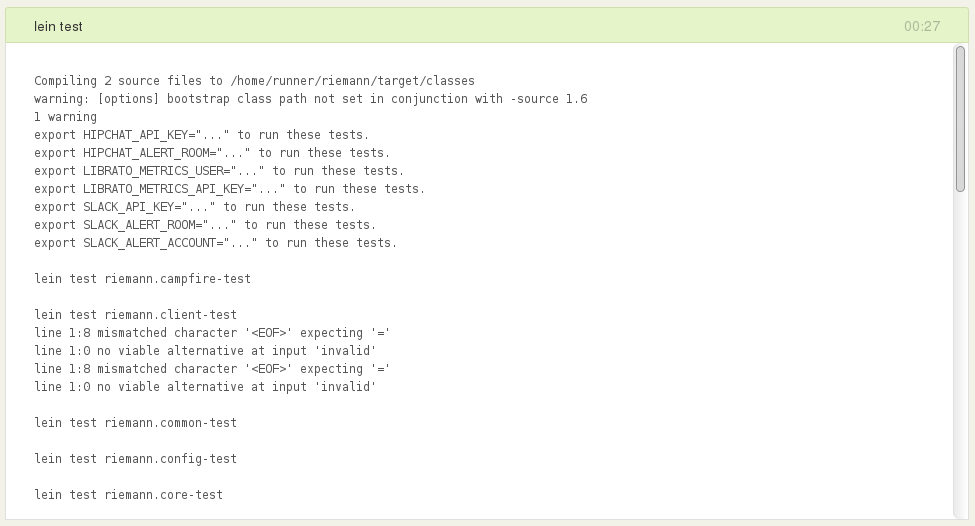 lein test
00:27
Compiling 2 source files to /home/runner/riemann/target/classes
warning: [options] bootstrap class path not set in conjunction with -source 1.6
1 warning
export HIPCHAT_API_KEY="..." to run these tests.
export HIPCHAT_ALERT_ROOM="..." to run these tests.
export LIBRATO_METRICS_USER="..." to run these tests.
export LIBRATO_METRICS_API_KEY="..." to run these tests.
export SLACK_API_KEY="..." to run these tests.
export SLACK_ALERT_ROOM="..." to run these tests.
export SLACK_ALERT_ACCOUNT="..." to run these tests.
lein test riemann.campfire-test
lein test riemann.client-test
line 1:8 mismatched character '<EOF>' expecting '='
line 1:0 no viable alternative at input 'invalid'
line 1:8 mismatched character '<EOF>' expecting '='
line 1:0 no viable alternative at input 'invalid'
lein test riemann.common-test
lein test riemann.config-test
lein test riemann.core-test